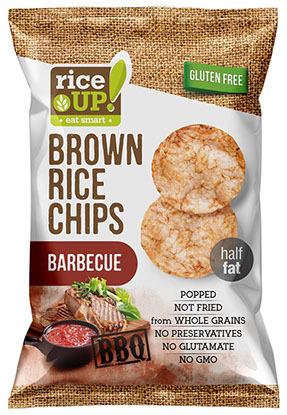 rice
UP!
eat smart
GLUTEN FREE
BROWN
RICE
CHIPS
BARBECUE
half
fat
POPPED
NOT FRIED
from WHOLE GRAINS
NO PRESERVATIVES
NO GLUTAMATE
NO GMO
BBQ